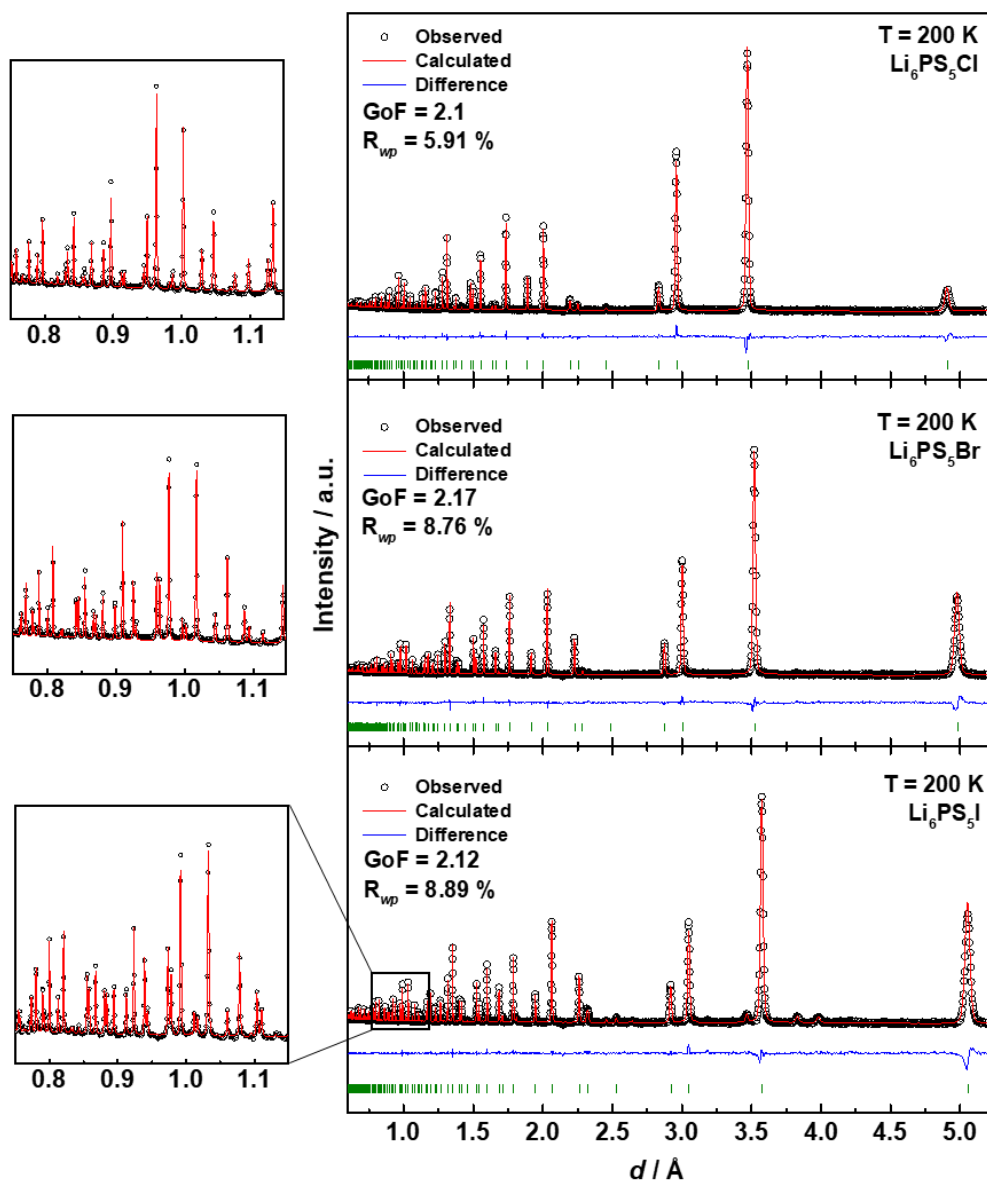 Observed
Calculated
Difference
GoF = 2.1
R_wp = 5.91 %
T = 200 K
Li₆PS₅Cl
0.8 0.9 1.0 1.1
Observed
Calculated
Difference
GoF = 2.17
R_wp = 8.76 %
T = 200 K
Li₆PS₅Br
0.8 0.9 1.0 1.1
Intensity / a.u.
Observed
Calculated
Difference
GoF = 2.12
R_wp = 8.89 %
T = 200 K
Li₆PS₅I
0.8 0.9 1.0 1.1
1.0 1.5 2.0 2.5 3.0 3.5 4.0 4.5 5.0
d / Å